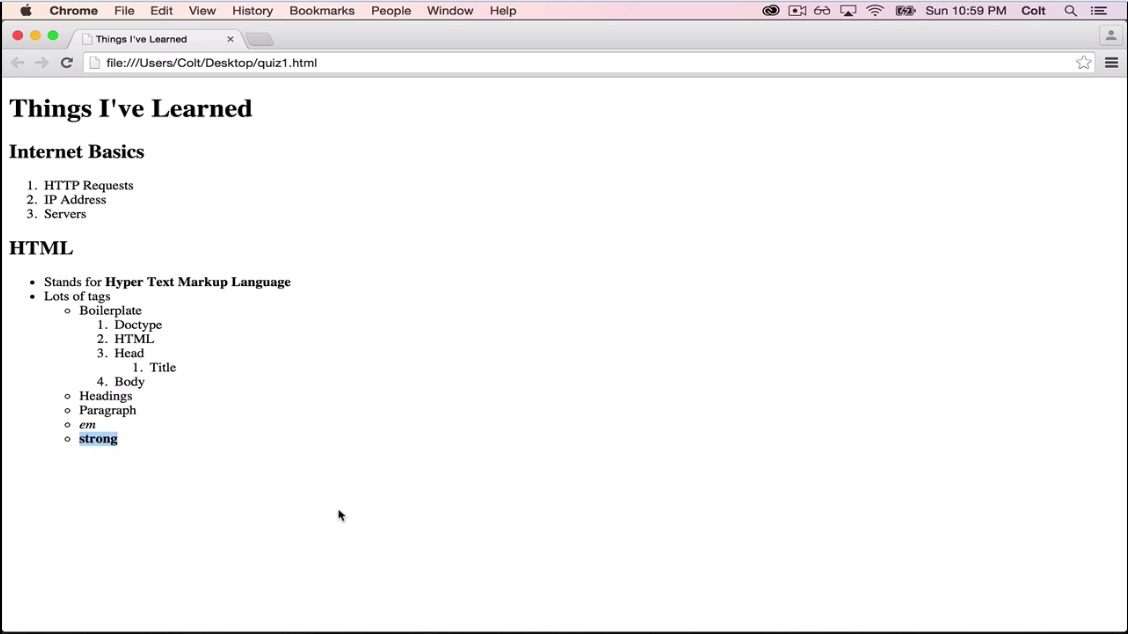 Chrome File Edit View History Bookmarks People Window Help Sun 10:59 PM Colt
Things I've Learned
file:///Users/Colt/Desktop/quiz1.html
Things I've Learned
Internet Basics
1. HTTP Requests
2. IP Address
3. Servers
HTML
• Stands for Hyper Text Markup Language
• Lots of tags
◦ Boilerplate
1. Doctype
2. HTML
3. Head
1. Title
4. Body
◦ Headings
◦ Paragraph
◦ em
◦ strong